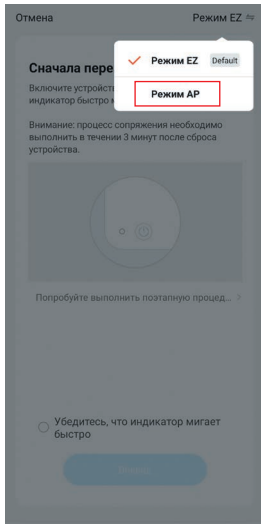 Отмена
Режим EZ
Режим EZ Default
Режим AP
Сначала пере
Включите устройст
индикатор быстро
Внимание: процесс сопряжения необходимо
выполнить в течении 3 минут после сброса
устройства.
Попробуйте выполнить поэтапную процед...
Убедитесь, что индикатор мигает
быстро